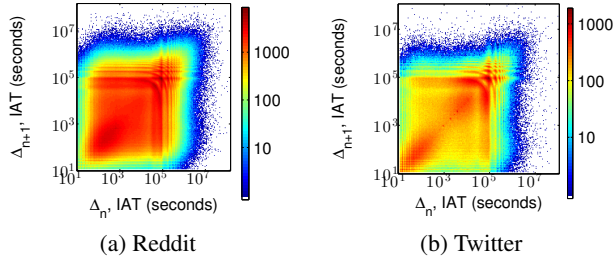 10^7
10^5
10^3
10^1
Δ_{n+1}, IAT (seconds)
10^1 10^3 10^5 10^7
Δ_n, IAT (seconds)
1000
100
10
(a) Reddit
10^7
10^5
10^3
10^1
Δ_{n+1}, IAT (seconds)
10^1 10^3 10^5 10^7
Δ_n, IAT (seconds)
1000
100
10
(b) Twitter